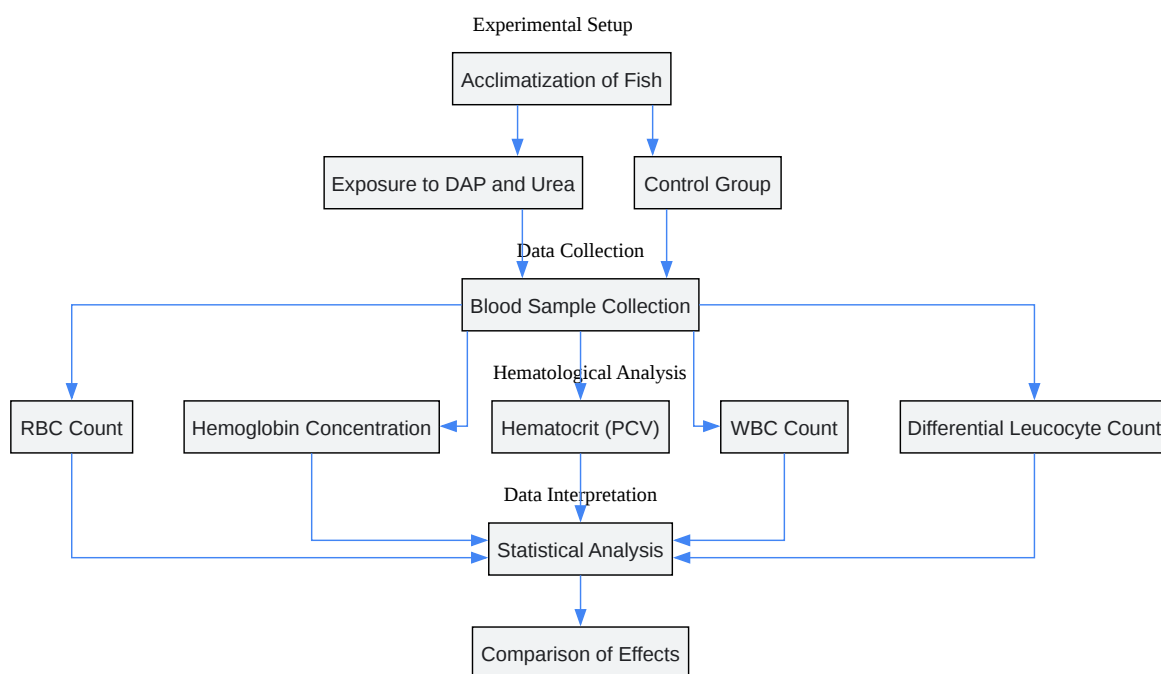 Experimental Setup
Acclimatization of Fish
Exposure to DAP and Urea
Control Group
Data Collection
Blood Sample Collection
Hematological Analysis
RBC Count
Hemoglobin Concentration
Hematocrit (PCV)
WBC Count
Differential Leucocyte Count
Data Interpretation
Statistical Analysis
Comparison of Effects